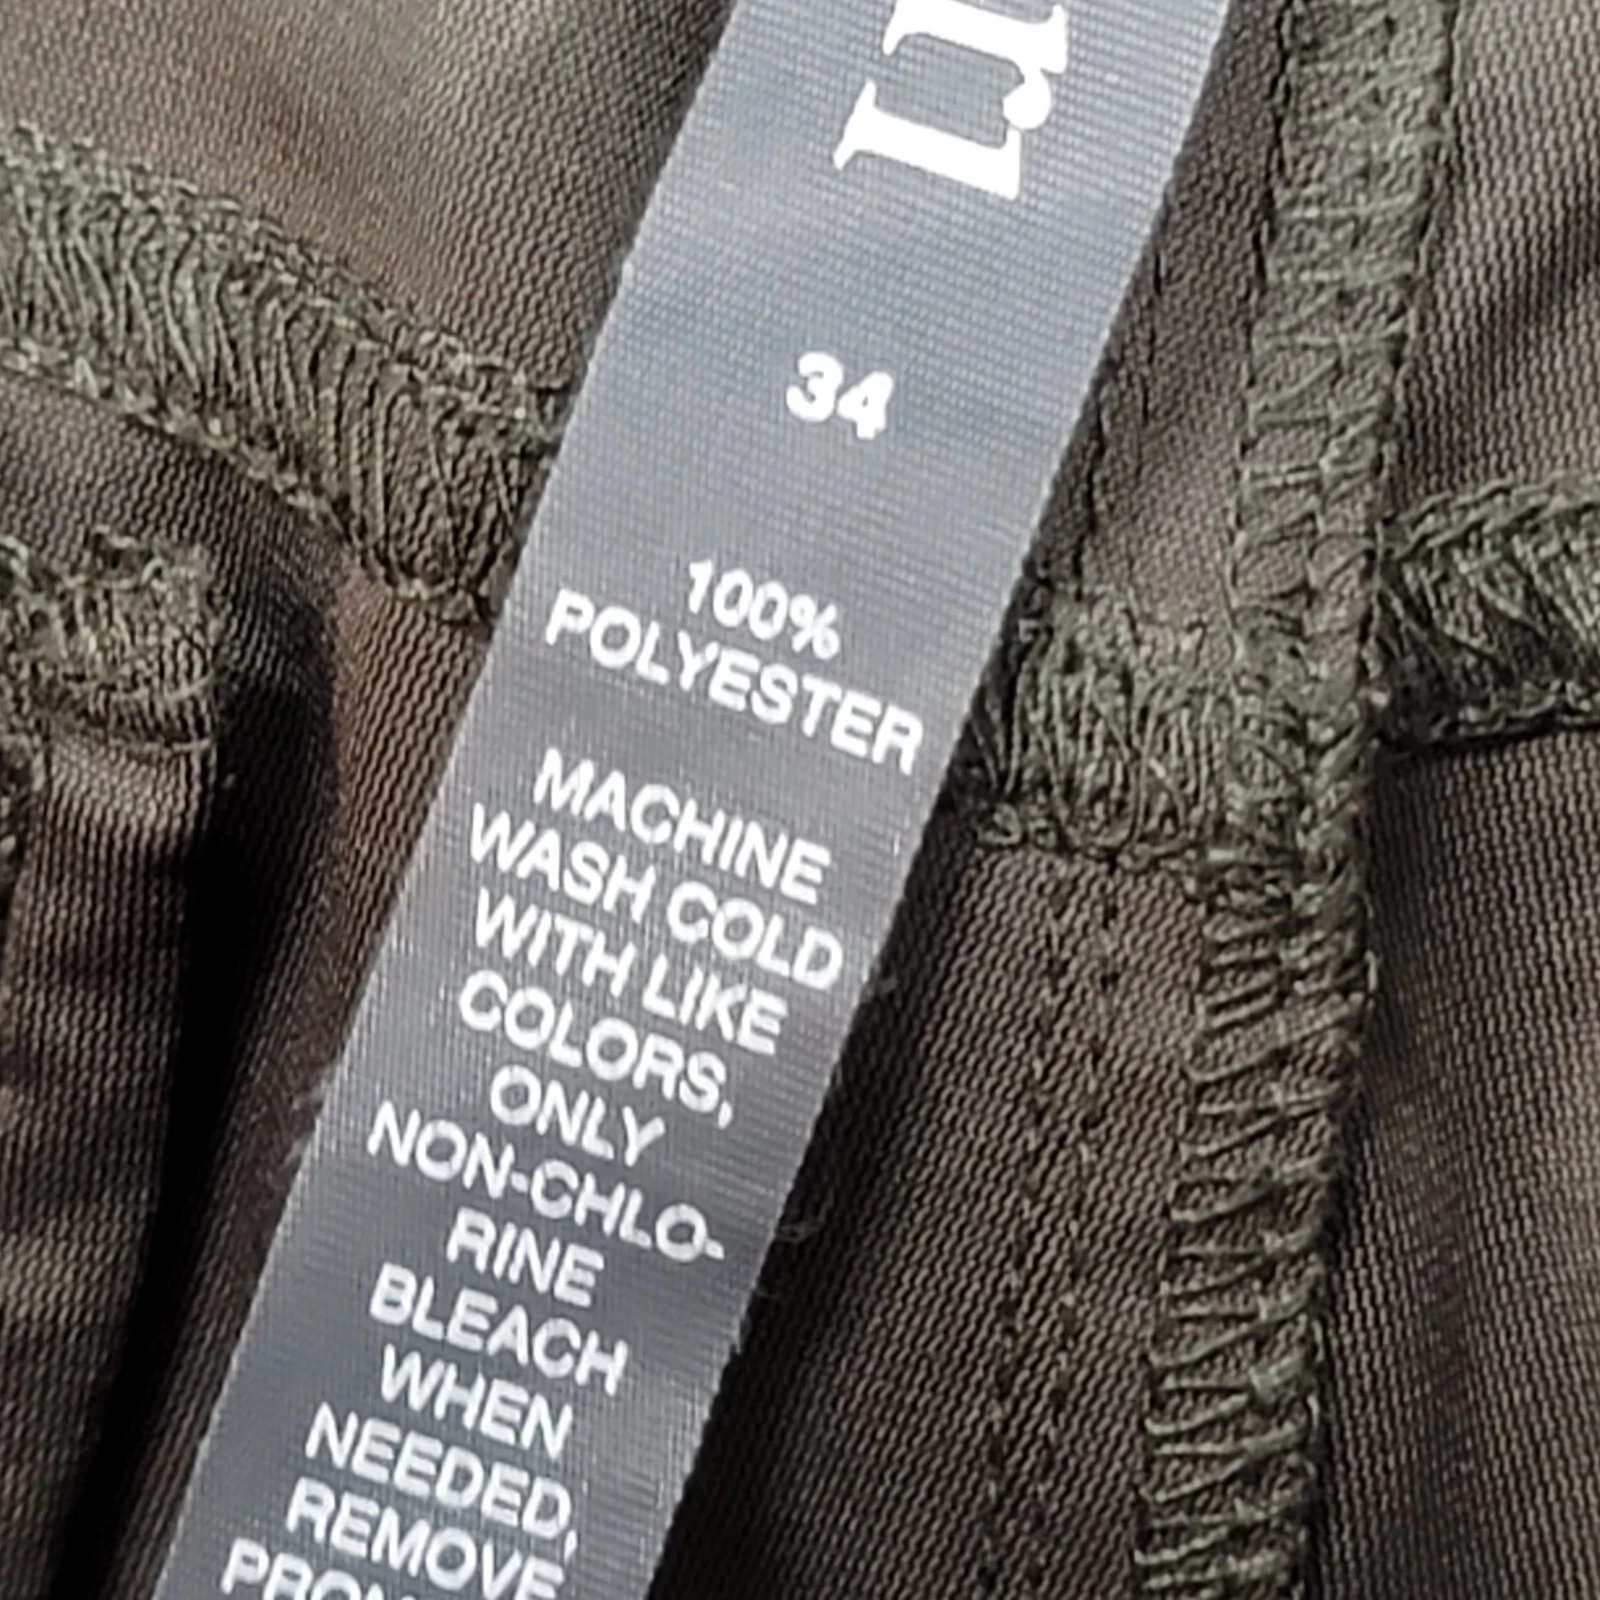 34
100%
POLYESTER
MACHINE
WASH COLD
WITH LIKE
COLORS,
ONLY
NON-CHLO-
RINE
BLEACH
WHEN
NEEDED,
REMOVE